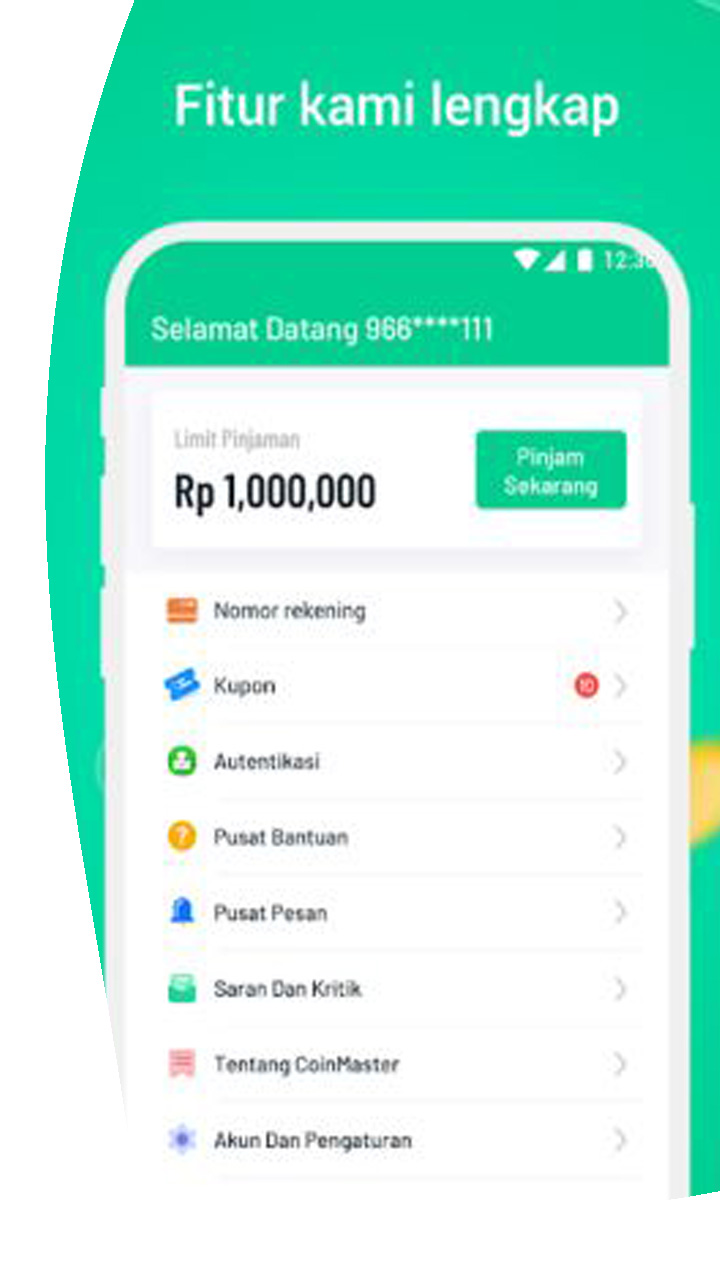 Fitur kami lengkap
12:30
Selamat Datang 966****111
Limit Pinjaman
Rp 1,000,000
Pinjam
Sekarang
Nomor rekening
Kupon
10
Autentikasi
Pusat Bantuan
Pusat Pesan
Saran Dan Kritik
Tentang CoinMaster
Akun Dan Pengaturan